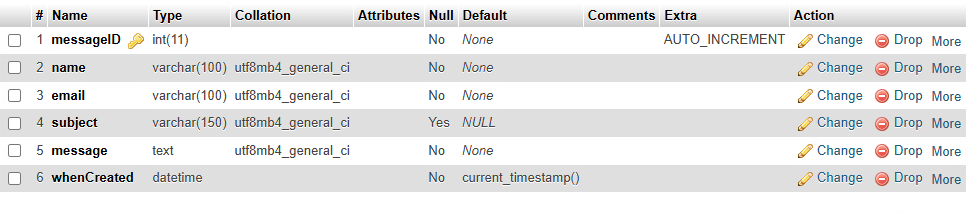 # Name Type Collation Attributes Null Default Comments Extra Action
1 messageID int(11) No None AUTO_INCREMENT Change Drop More
2 name varchar(100) utf8mb4_general_ci No None Change Drop More
3 email varchar(100) utf8mb4_general_ci No None Change Drop More
4 subject varchar(150) utf8mb4_general_ci Yes NULL Change Drop More
5 message text utf8mb4_general_ci No None Change Drop More
6 whenCreated datetime No current_timestamp() Change Drop More